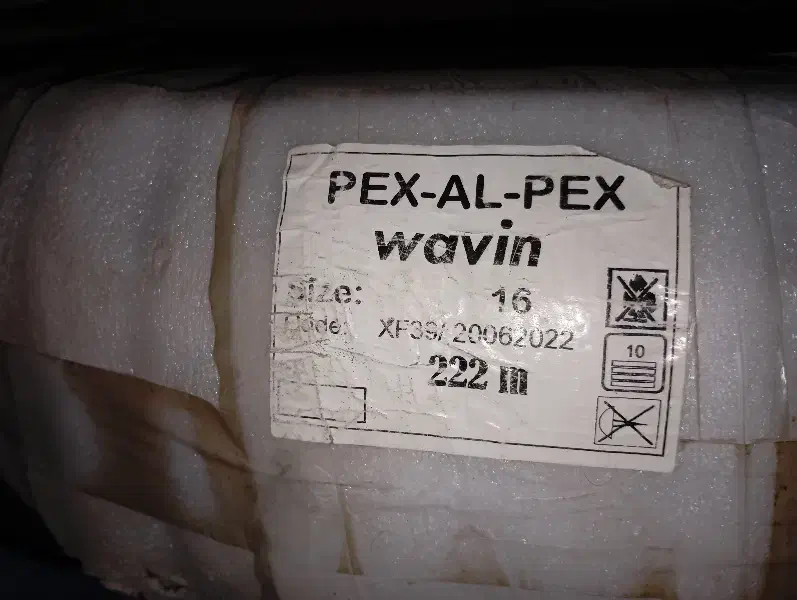 PEX-AL-PEX
wavin
size: 16
Code: XF39/ 20062022
222 m
10